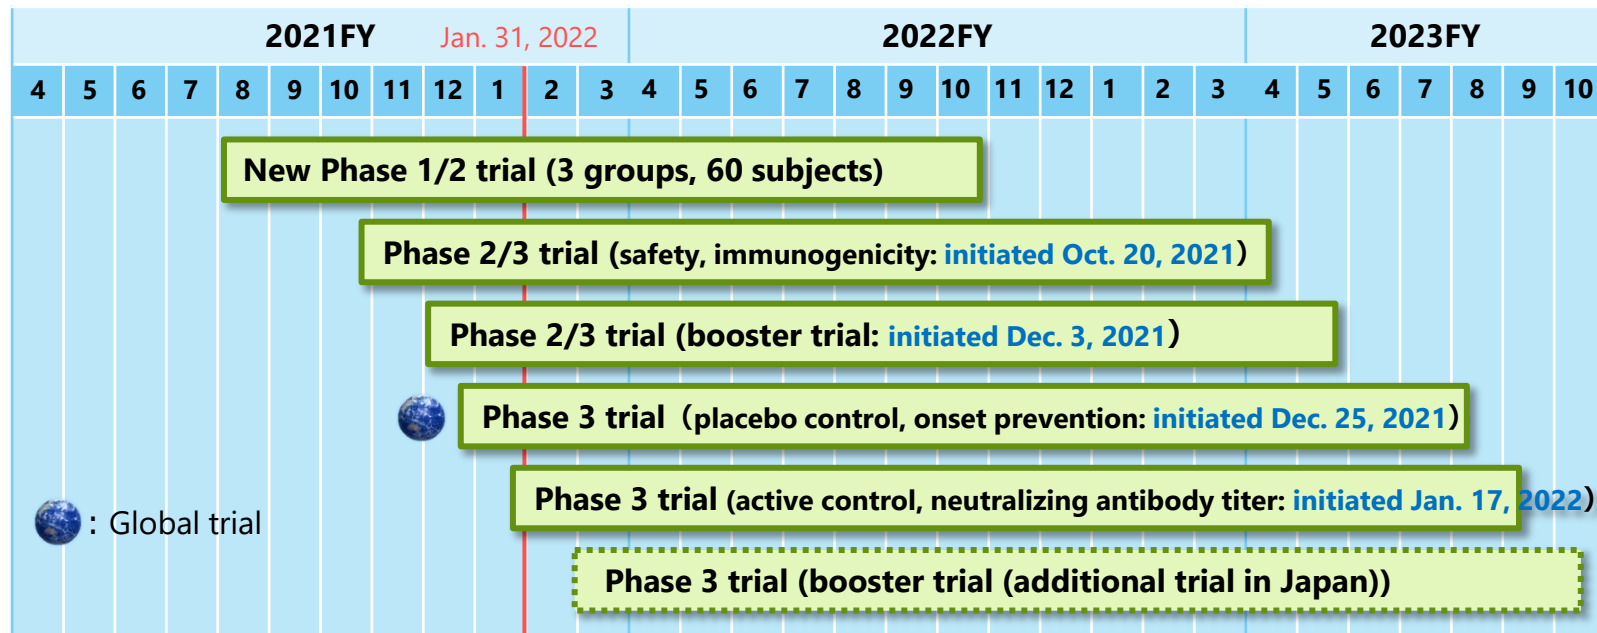 2021FY Jan. 31, 2022 2022FY 2023FY
4 5 6 7 8 9 10 11 12 1 2 3 4 5 6 7 8 9 10 11 12 1 2 3 4 5 6 7 8 9 10
New Phase 1/2 trial (3 groups, 60 subjects)
Phase 2/3 trial (safety, immunogenicity: initiated Oct. 20, 2021)
Phase 2/3 trial (booster trial: initiated Dec. 3, 2021)
Phase 3 trial (placebo control, onset prevention: initiated Dec. 25, 2021)
Phase 3 trial (active control, neutralizing antibody titer: initiated Jan. 17, 2022)
: Global trial
Phase 3 trial (booster trial (additional trial in Japan))